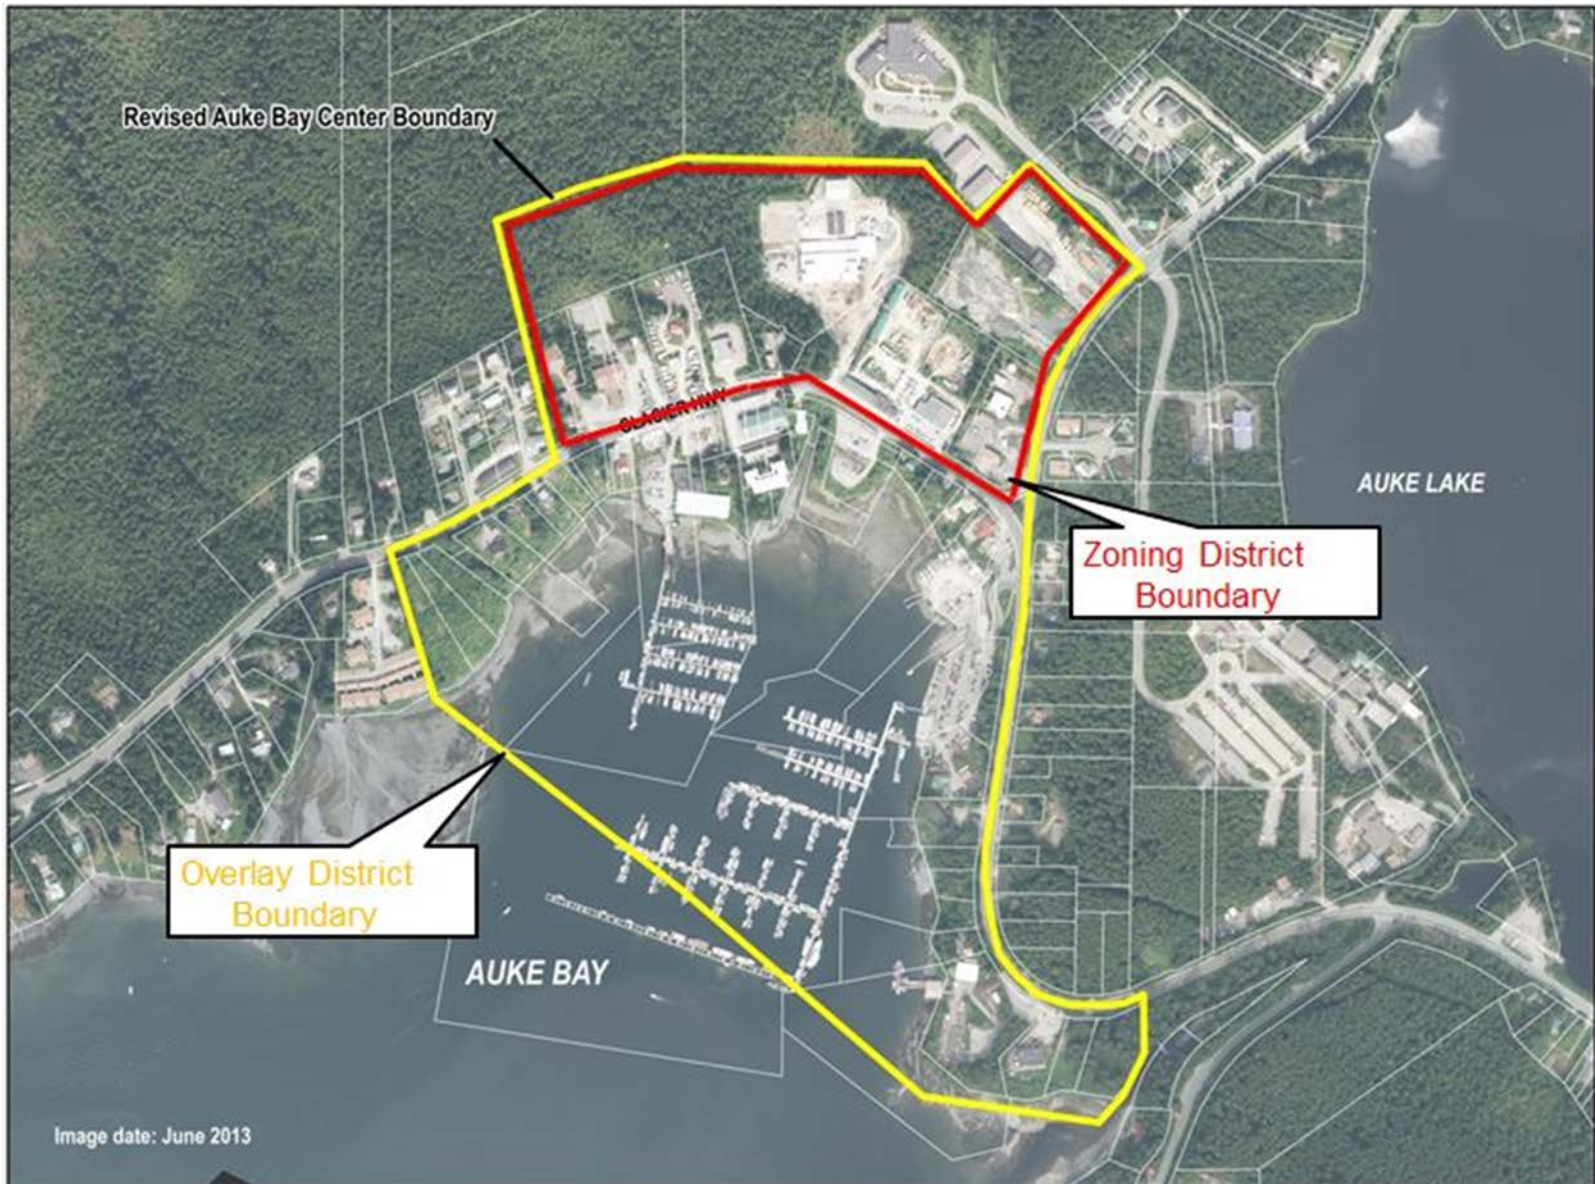 Revised Auke Bay Center Boundary
GLACIER HWY
AUKE LAKE
Zoning District
Boundary
Overlay District
Boundary
AUKE BAY
Image date: June 2013